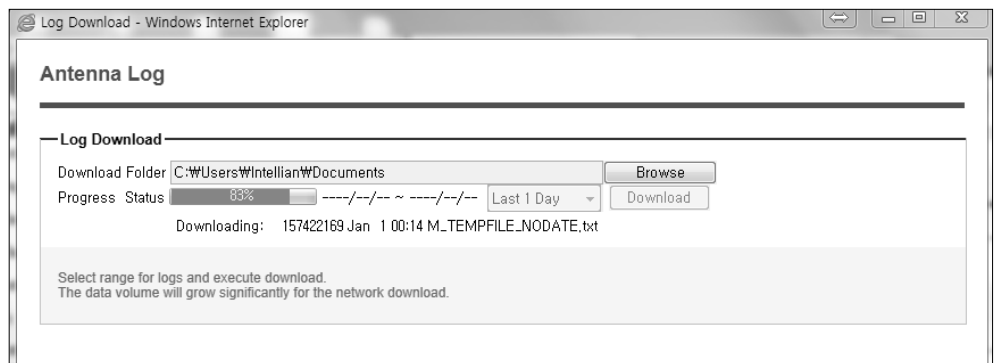 Log Download - Windows Internet Explorer
Antenna Log
Log Download
Download Folder C:₩Users₩Intellian₩Documents Browse
Progress Status 83% ----/--/-- ~ ----/--/-- Last 1 Day Download
Downloading: 157422169 Jan 1 00:14 M_TEMPFILE_NODATE.txt
Select range for logs and execute download.
The data volume will grow significantly for the network download.